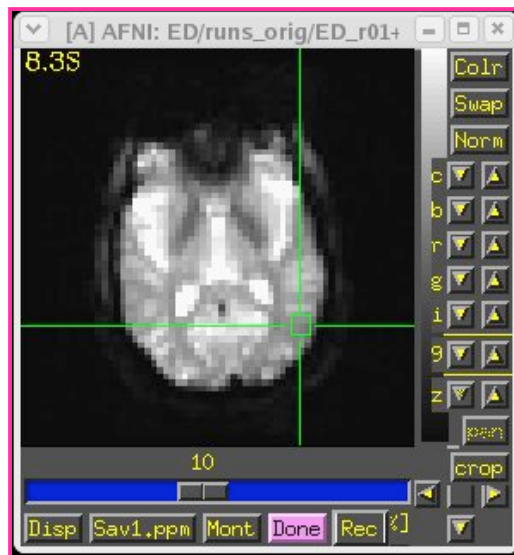 [A] AFNI: ED/runs_orig/ED_r01+
8.3S
Colr
Swap
Norm
c
b
r
g
i
9
z
pan
crop
10
Disp Sav1.ppm Mont Done Rec %]